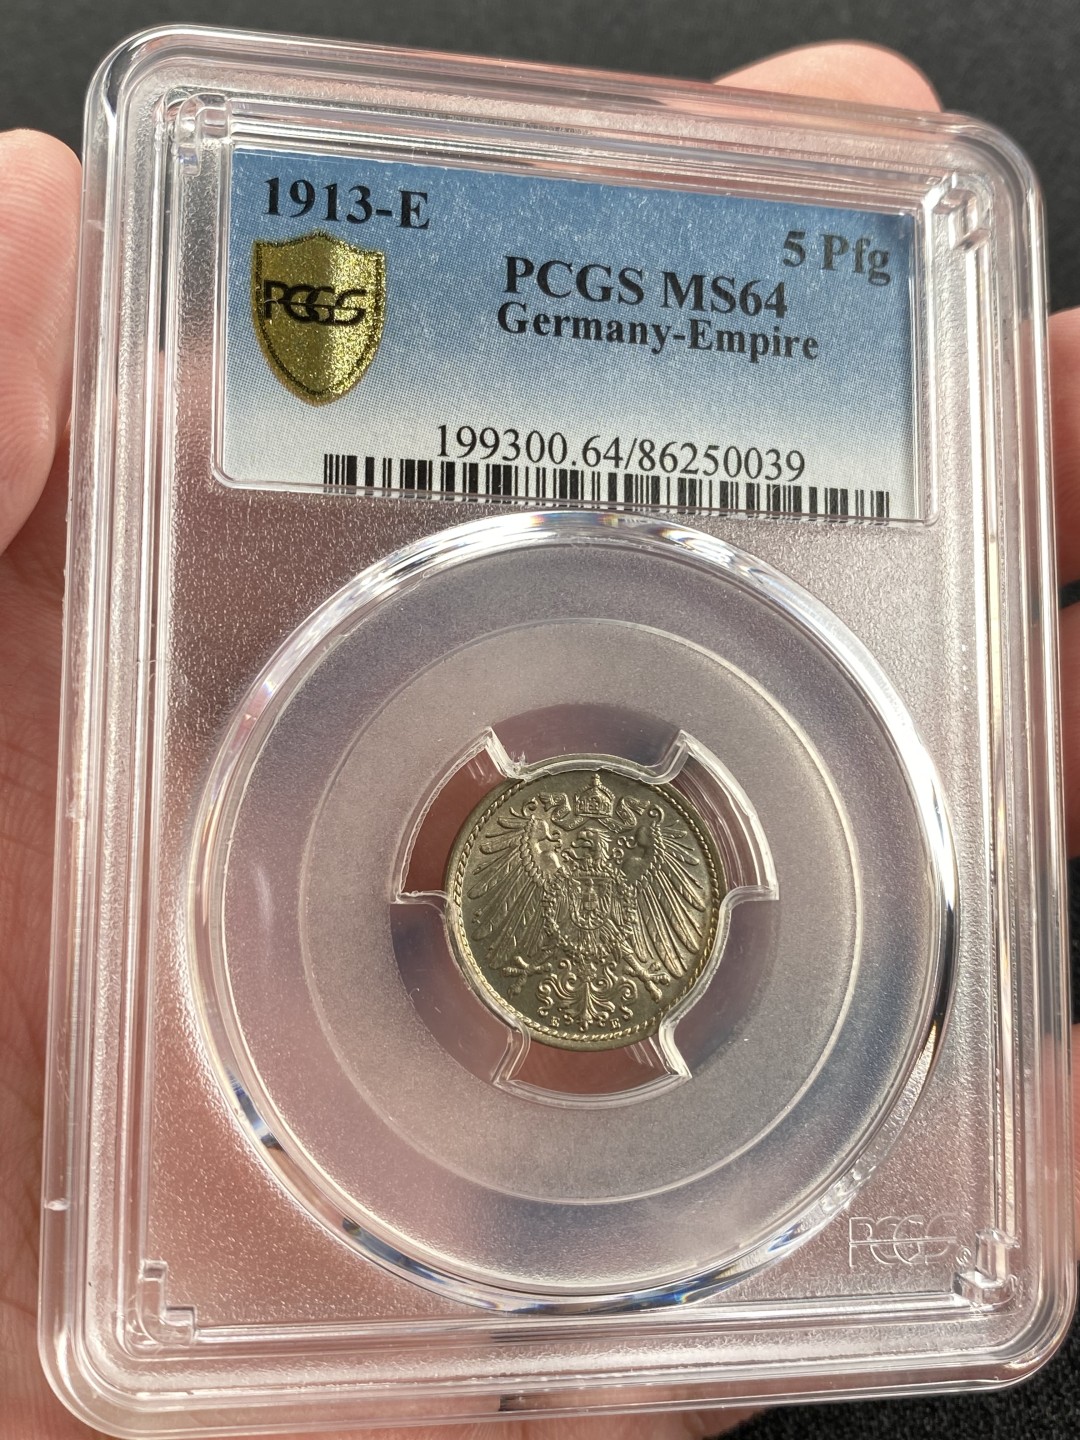 1913-E
5 Pfg
PCGS
PCGS MS64
Germany-Empire
199300.64/86250039
E E
PCGS